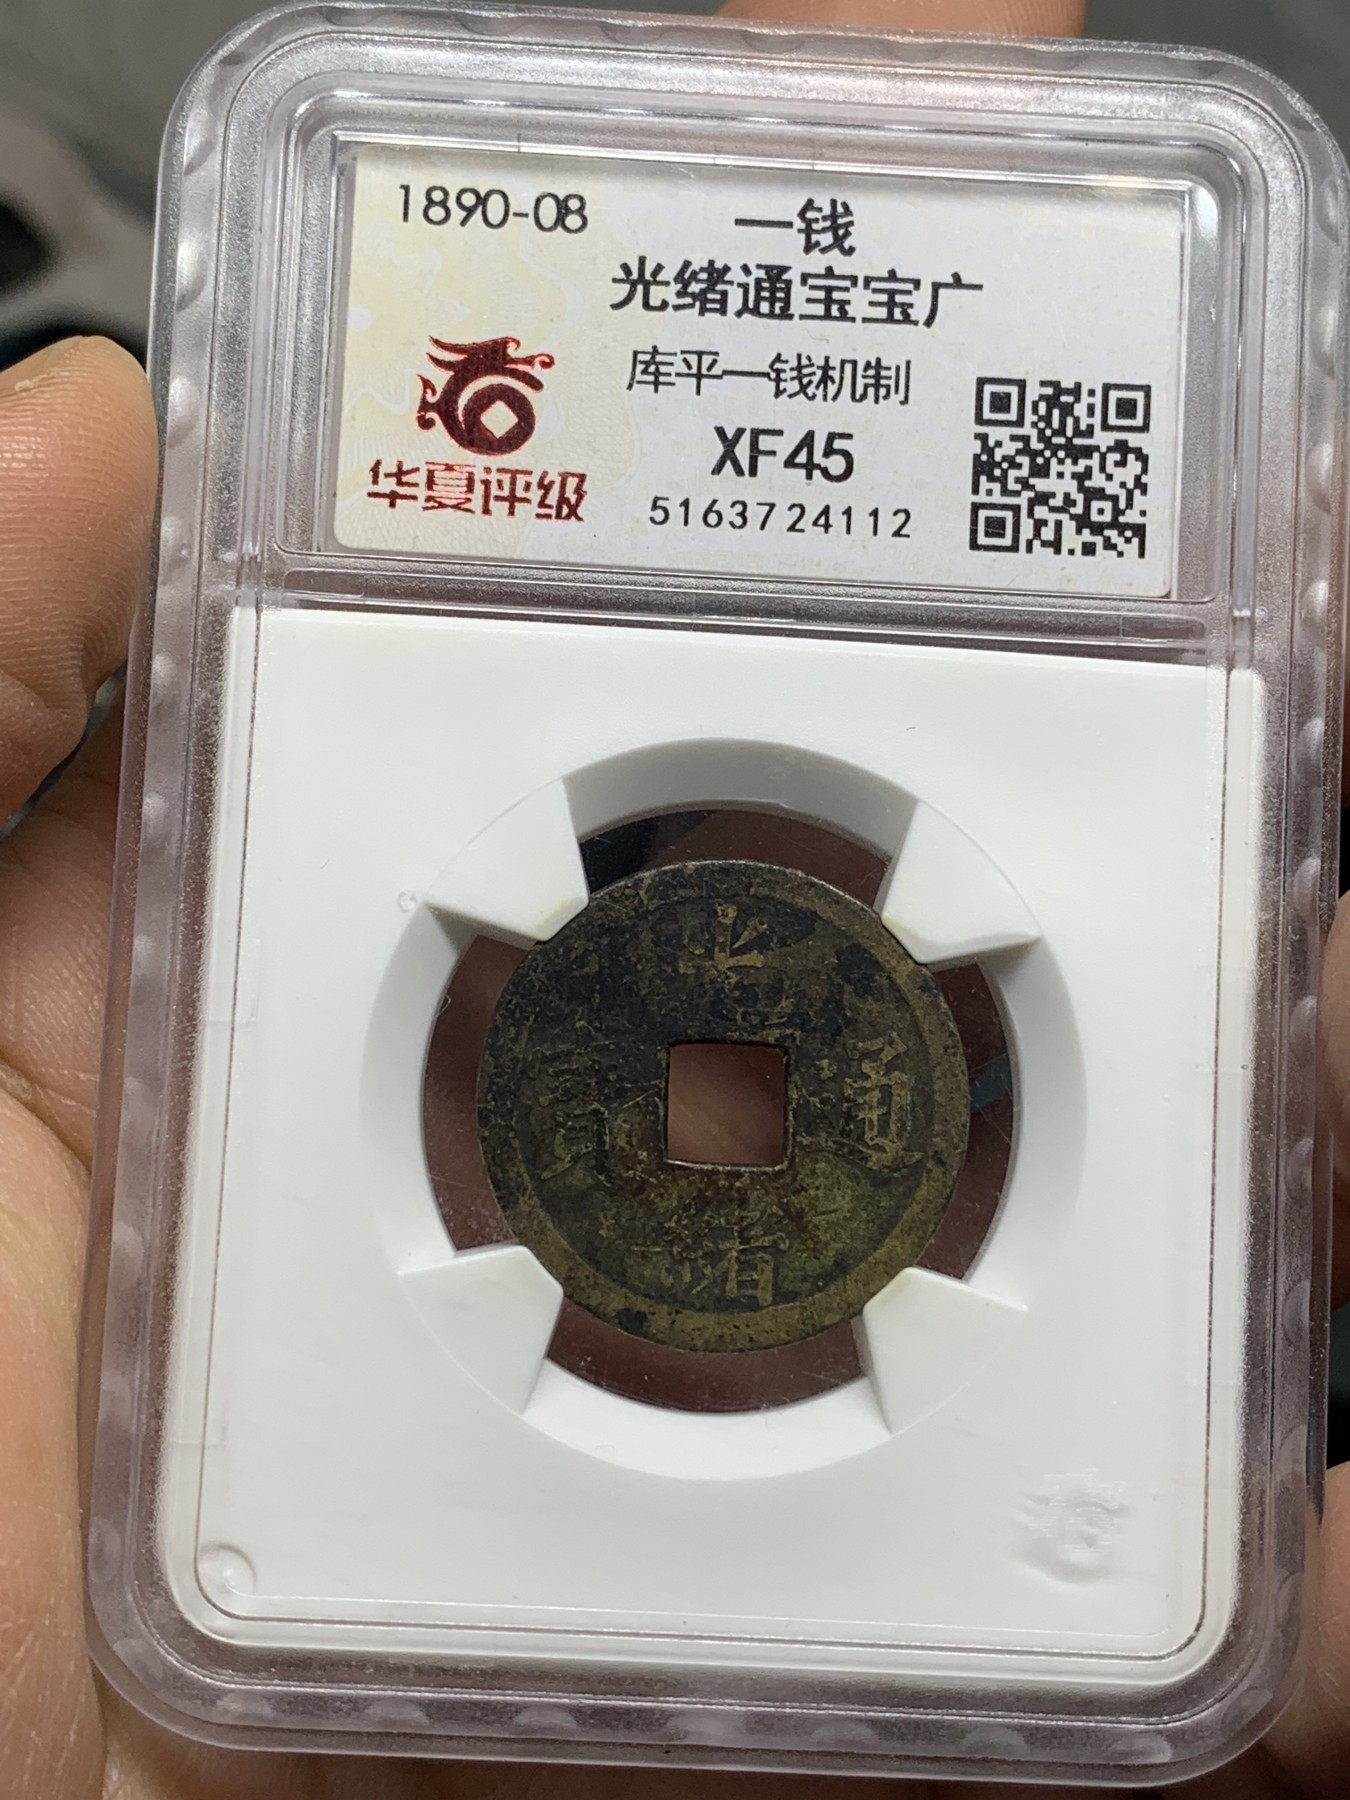 1890-08
一钱
光绪通宝宝广
库平一钱机制
XF45
5163724112
华夏评级
光
緒
通
寶